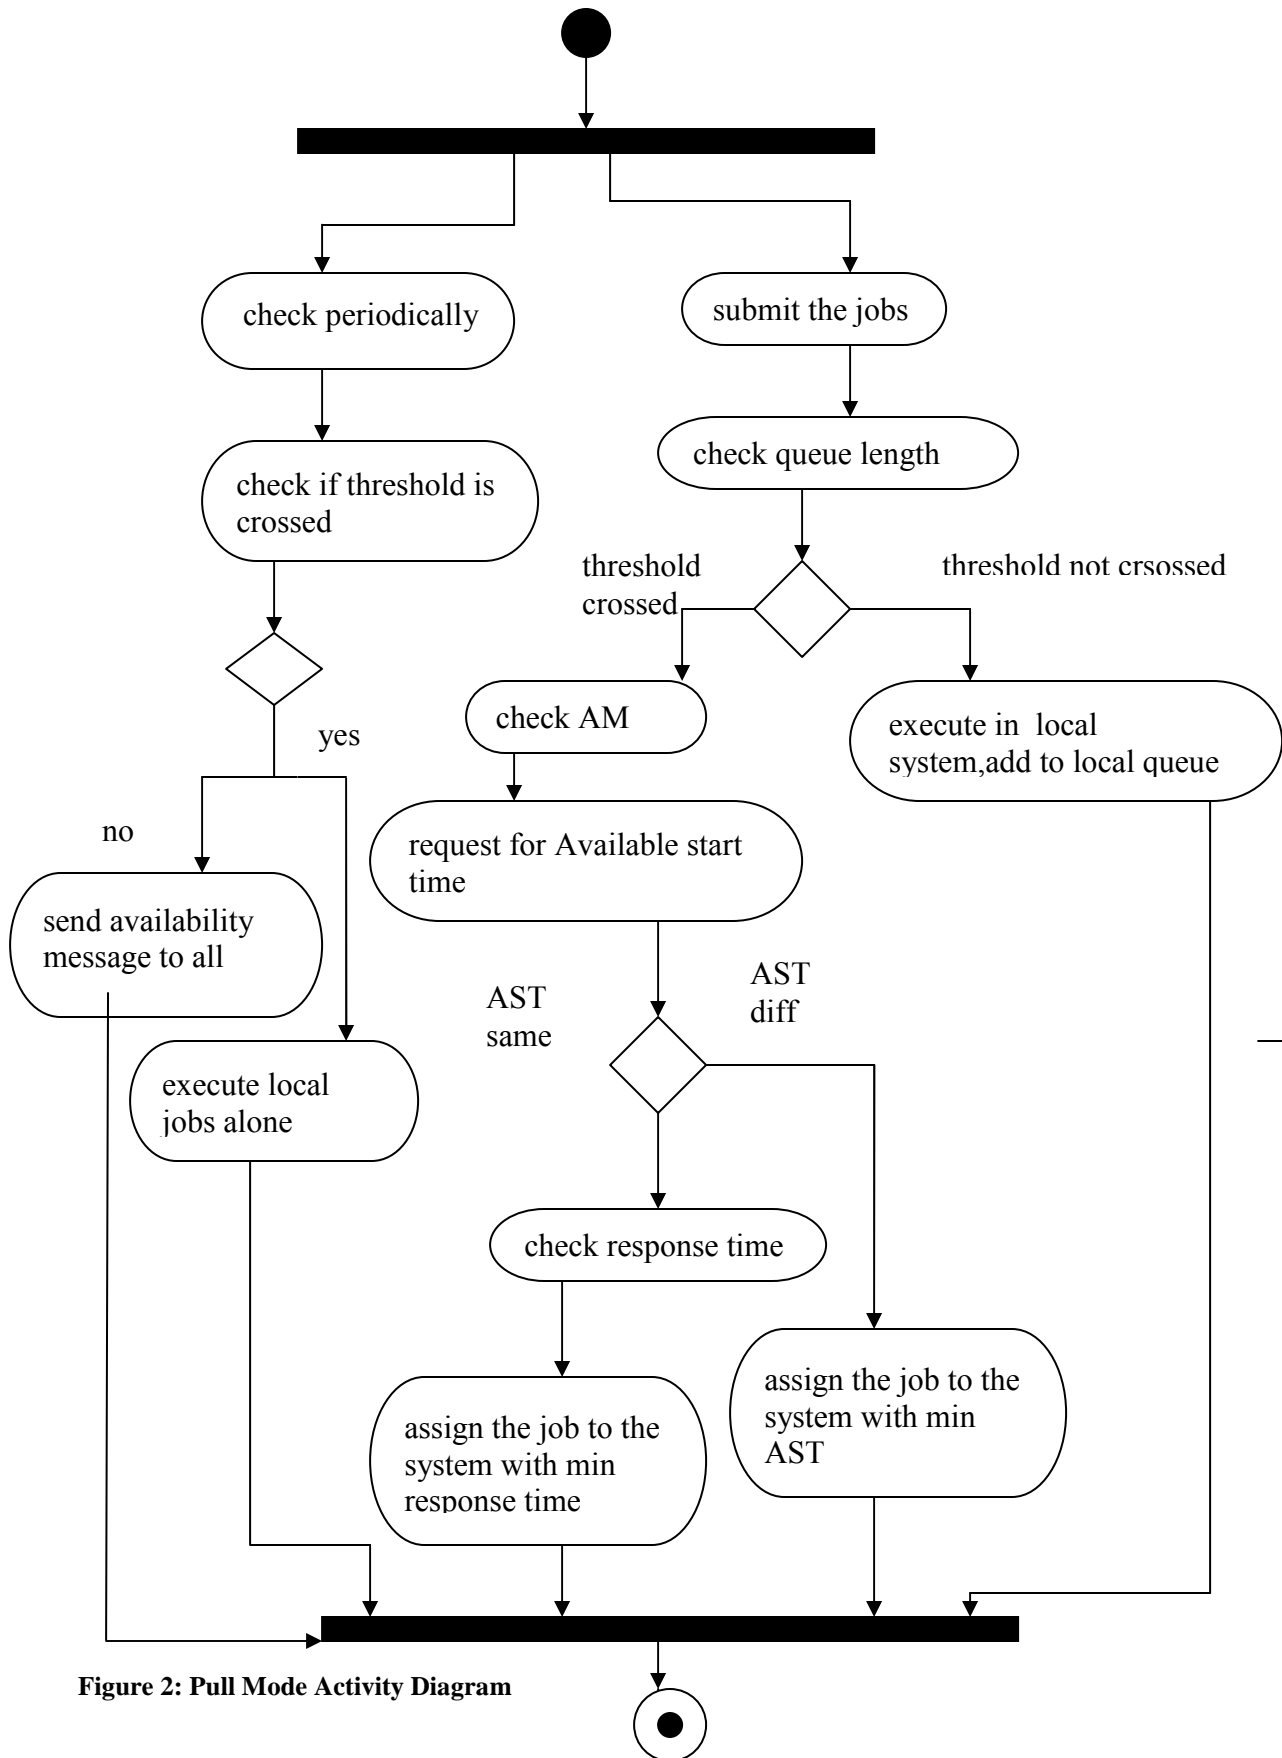 check periodically
submit the jobs
check queue length
check if threshold is
crossed
threshold
crossed
threshold not crsossed
check AM
execute in local
system,add to local queue
yes
no
request for Available start
time
send availability
message to all
AST
same
AST
diff
execute local
jobs alone
check response time
assign the job to the
system with min
AST
assign the job to the
system with min
response time
Figure 2: Pull Mode Activity Diagram